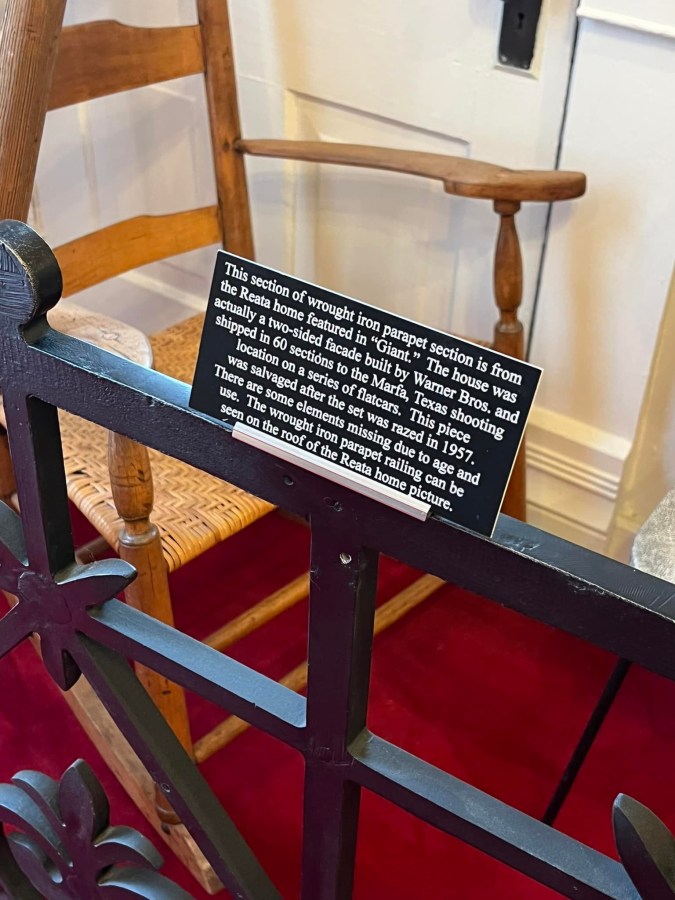 This section of wrought iron parapet section is from
the Reata home featured in “Giant.” The house was
actually a two-sided facade built by Warner Bros. and
shipped in 60 sections to the Marfa, Texas shooting
location on a series of flatcars. This piece
was salvaged after the set was razed in 1957.
There are some elements missing due to age and
use. The wrought iron parapet railing can be
seen on the roof of the Reata home picture.